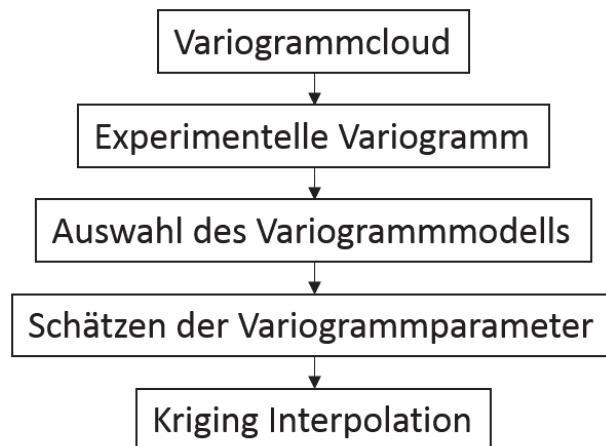 Variogrammcloud
Experimentelle Variogramm
Auswahl des Variogrammmodells
Schätzen der Variogrammparameter
Kriging Interpolation